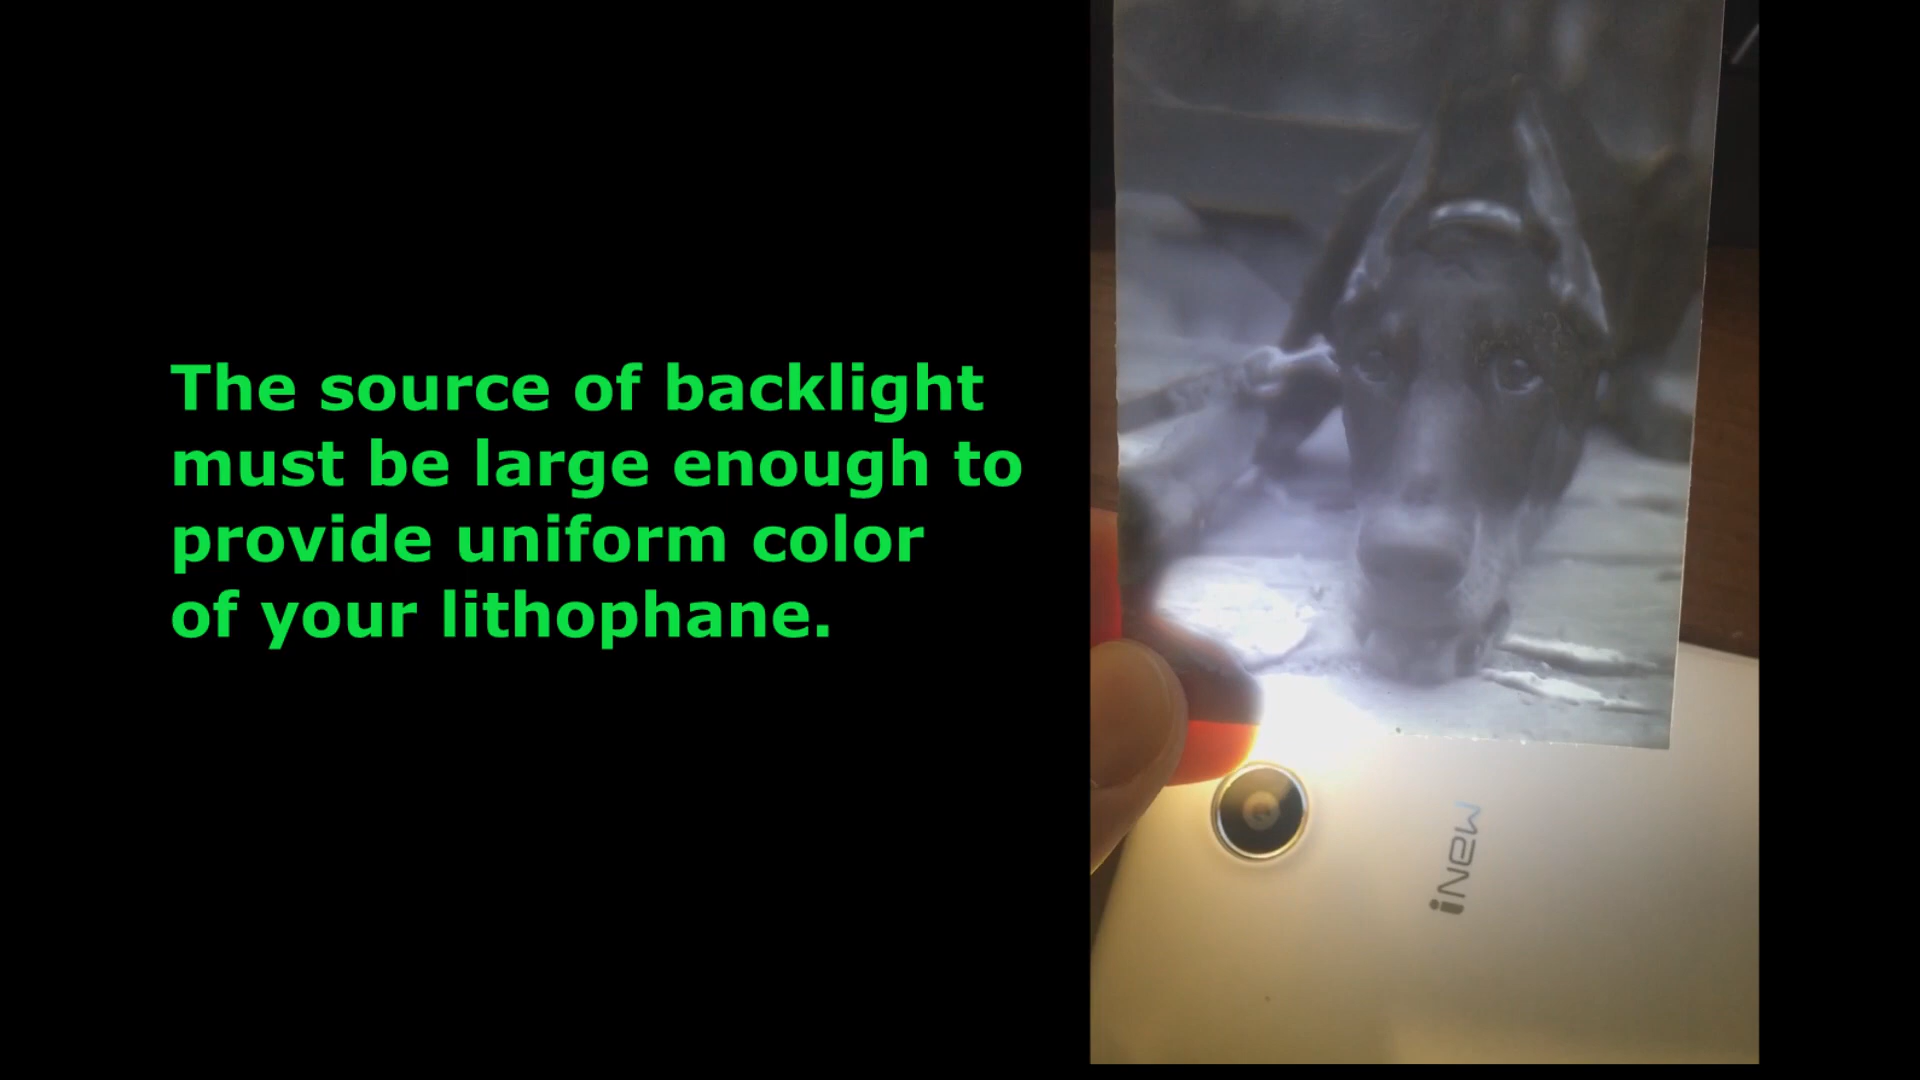 The source of backlight
must be large enough to
provide uniform color
of your lithophane.
iNew